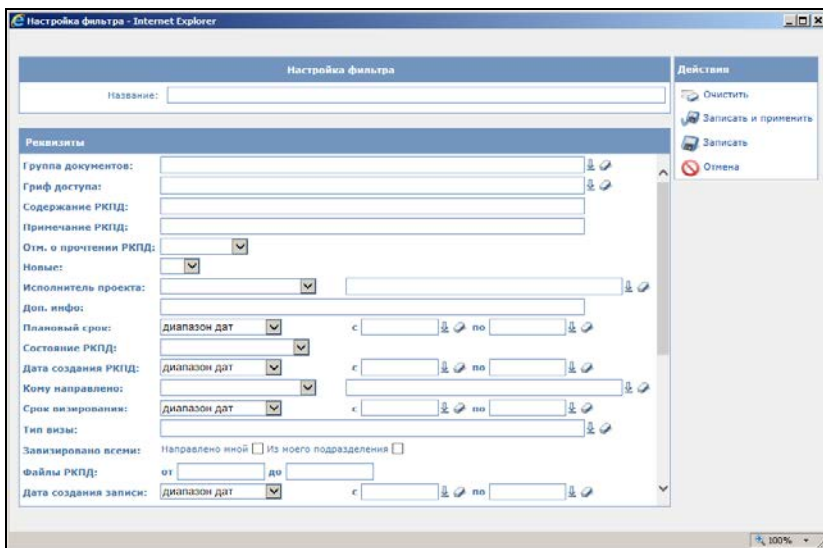 Настройка фильтра - Internet Explorer
Настройка фильтра
Название:
Действия
Очистить
Записать и применить
Записать
Отмена
Реквизиты
Группа документов:
Гриф доступа:
Содержание РКПД:
Примечание РКПД:
Отм. о прочтении РКПД:
Новые:
Исполнитель проекта:
Доп. инфо:
Плановый срок: диапазон дат с по
Состояние РКПД:
Дата создания РКПД: диапазон дат с по
Кому направлено:
Срок визирования: диапазон дат с по
Тип визы:
Завизировано всеми: Направлено мной Из моего подразделения
Файлы РКПД: от до
Дата создания записи: диапазон дат с по
100%